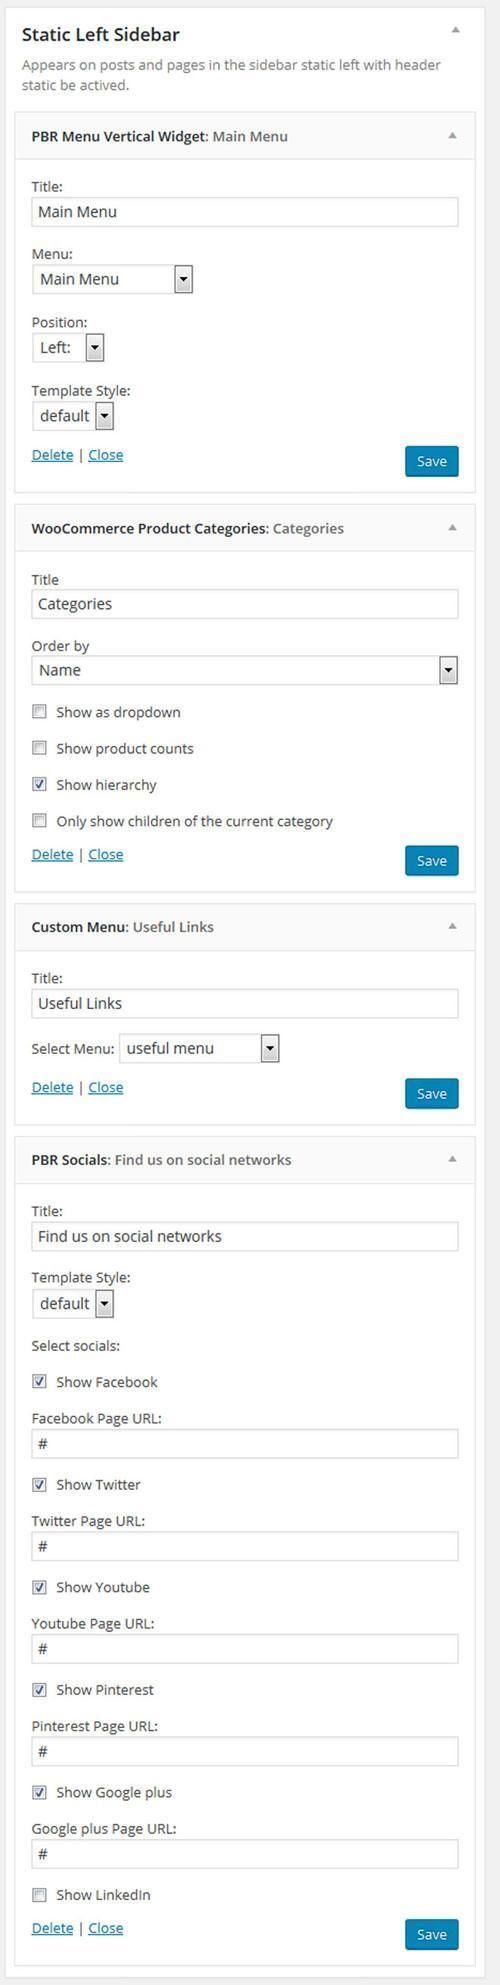 Static Left Sidebar
Appears on posts and pages in the sidebar static left with header
static be actived.
PBR Menu Vertical Widget: Main Menu
Title:
Main Menu
Menu:
Main Menu
Position:
Left:
Template Style:
default
Delete | Close
Save
WooCommerce Product Categories: Categories
Title
Categories
Order by
Name
Show as dropdown
Show product counts
Show hierarchy
Only show children of the current category
Delete | Close
Save
Custom Menu: Useful Links
Title:
Useful Links
Select Menu: useful menu
Delete | Close
Save
PBR Socials: Find us on social networks
Title:
Find us on social networks
Template Style:
default
Select socials:
Show Facebook
Facebook Page URL:
#
Show Twitter
Twitter Page URL:
#
Show Youtube
Youtube Page URL:
#
Show Pinterest
Pinterest Page URL:
#
Show Google plus
Google plus Page URL:
#
Show LinkedIn
Delete | Close
Save